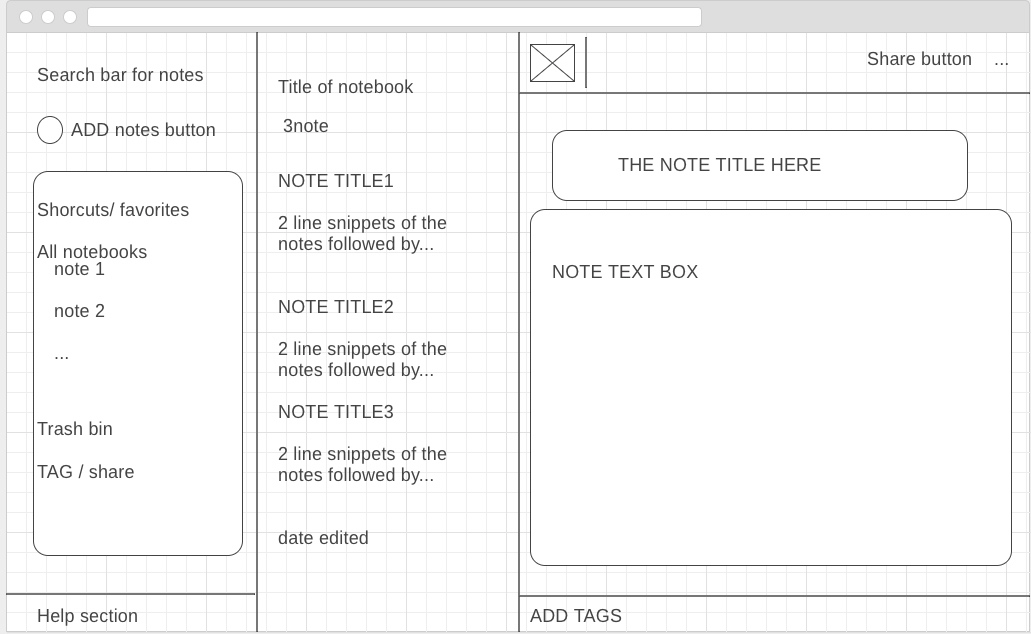 Search bar for notes
ADD notes button
Shorcuts/ favorites
All notebooks
note 1
note 2
...
Trash bin
TAG / share
Help section
Title of notebook
3note
NOTE TITLE1
2 line snippets of the
notes followed by...
NOTE TITLE2
2 line snippets of the
notes followed by...
NOTE TITLE3
2 line snippets of the
notes followed by...
date edited
Share button ...
THE NOTE TITLE HERE
NOTE TEXT BOX
ADD TAGS